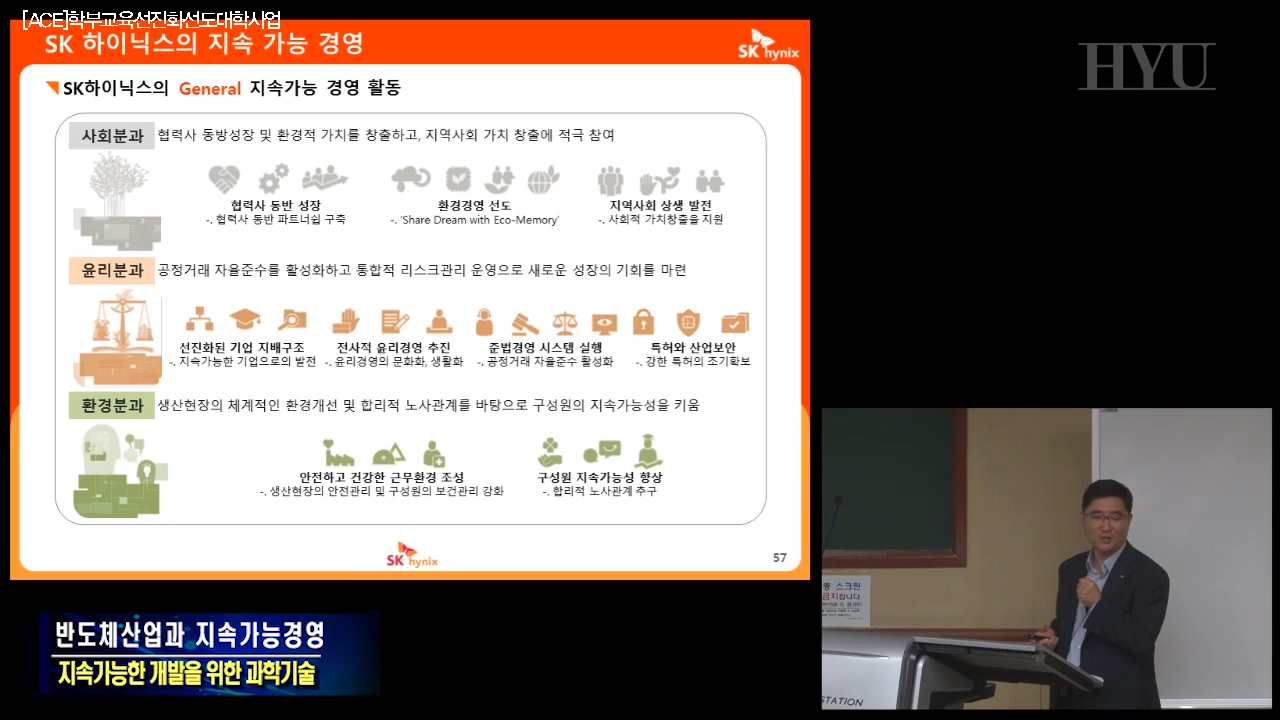 [ACE]학부교육선진화선도대학사업
SK 하이닉스의 지속 가능 경영
SK hynix
HYU
SK하이닉스의 General 지속가능 경영 활동
사회분과 협력사 동방성장 및 환경적 가치를 창출하고, 지역사회 가치 창출에 적극 참여
협력사 동반 성장
-. 협력사 동반 파트너쉽 구축
환경경영 선도
-. ‘Share Dream with Eco-Memory’
지역사회 상생 발전
-. 사회적 가치창출을 지원
윤리분과 공정거래 자율준수를 활성화하고 통합적 리스크관리 운영으로 새로운 성장의 기회를 마련
선진화된 기업 지배구조
-. 지속가능한 기업으로의 발전
전사적 윤리경영 추진
-. 윤리경영의 문화화, 생활화
준법경영 시스템 실행
-. 공정거래 자율준수 활성화
특허와 산업보안
-. 강한 특허의 조기확보
환경분과 생산현장의 체계적인 환경개선 및 합리적 노사관계를 바탕으로 구성원의 지속가능성을 키움
안전하고 건강한 근무환경 조성
-. 생산현장의 안전관리 및 구성원의 보건관리 강화
구성원 지속가능성 향상
-. 합리적 노사관계 추구
SK hynix
57
반도체산업과 지속가능경영
지속가능한 개발을 위한 과학기술
스크린
금지합니다.
STATION